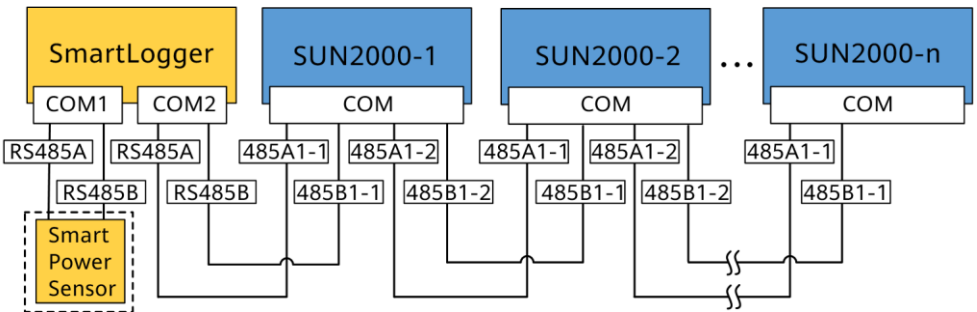 SmartLogger
SUN2000-1
SUN2000-2
...
SUN2000-n
COM1
COM2
COM
COM
COM
RS485A
RS485A
485A1-1
485A1-2
485A1-1
485A1-2
485A1-1
RS485B
RS485B
485B1-1
485B1-2
485B1-1
485B1-2
485B1-1
Smart
Power
Sensor